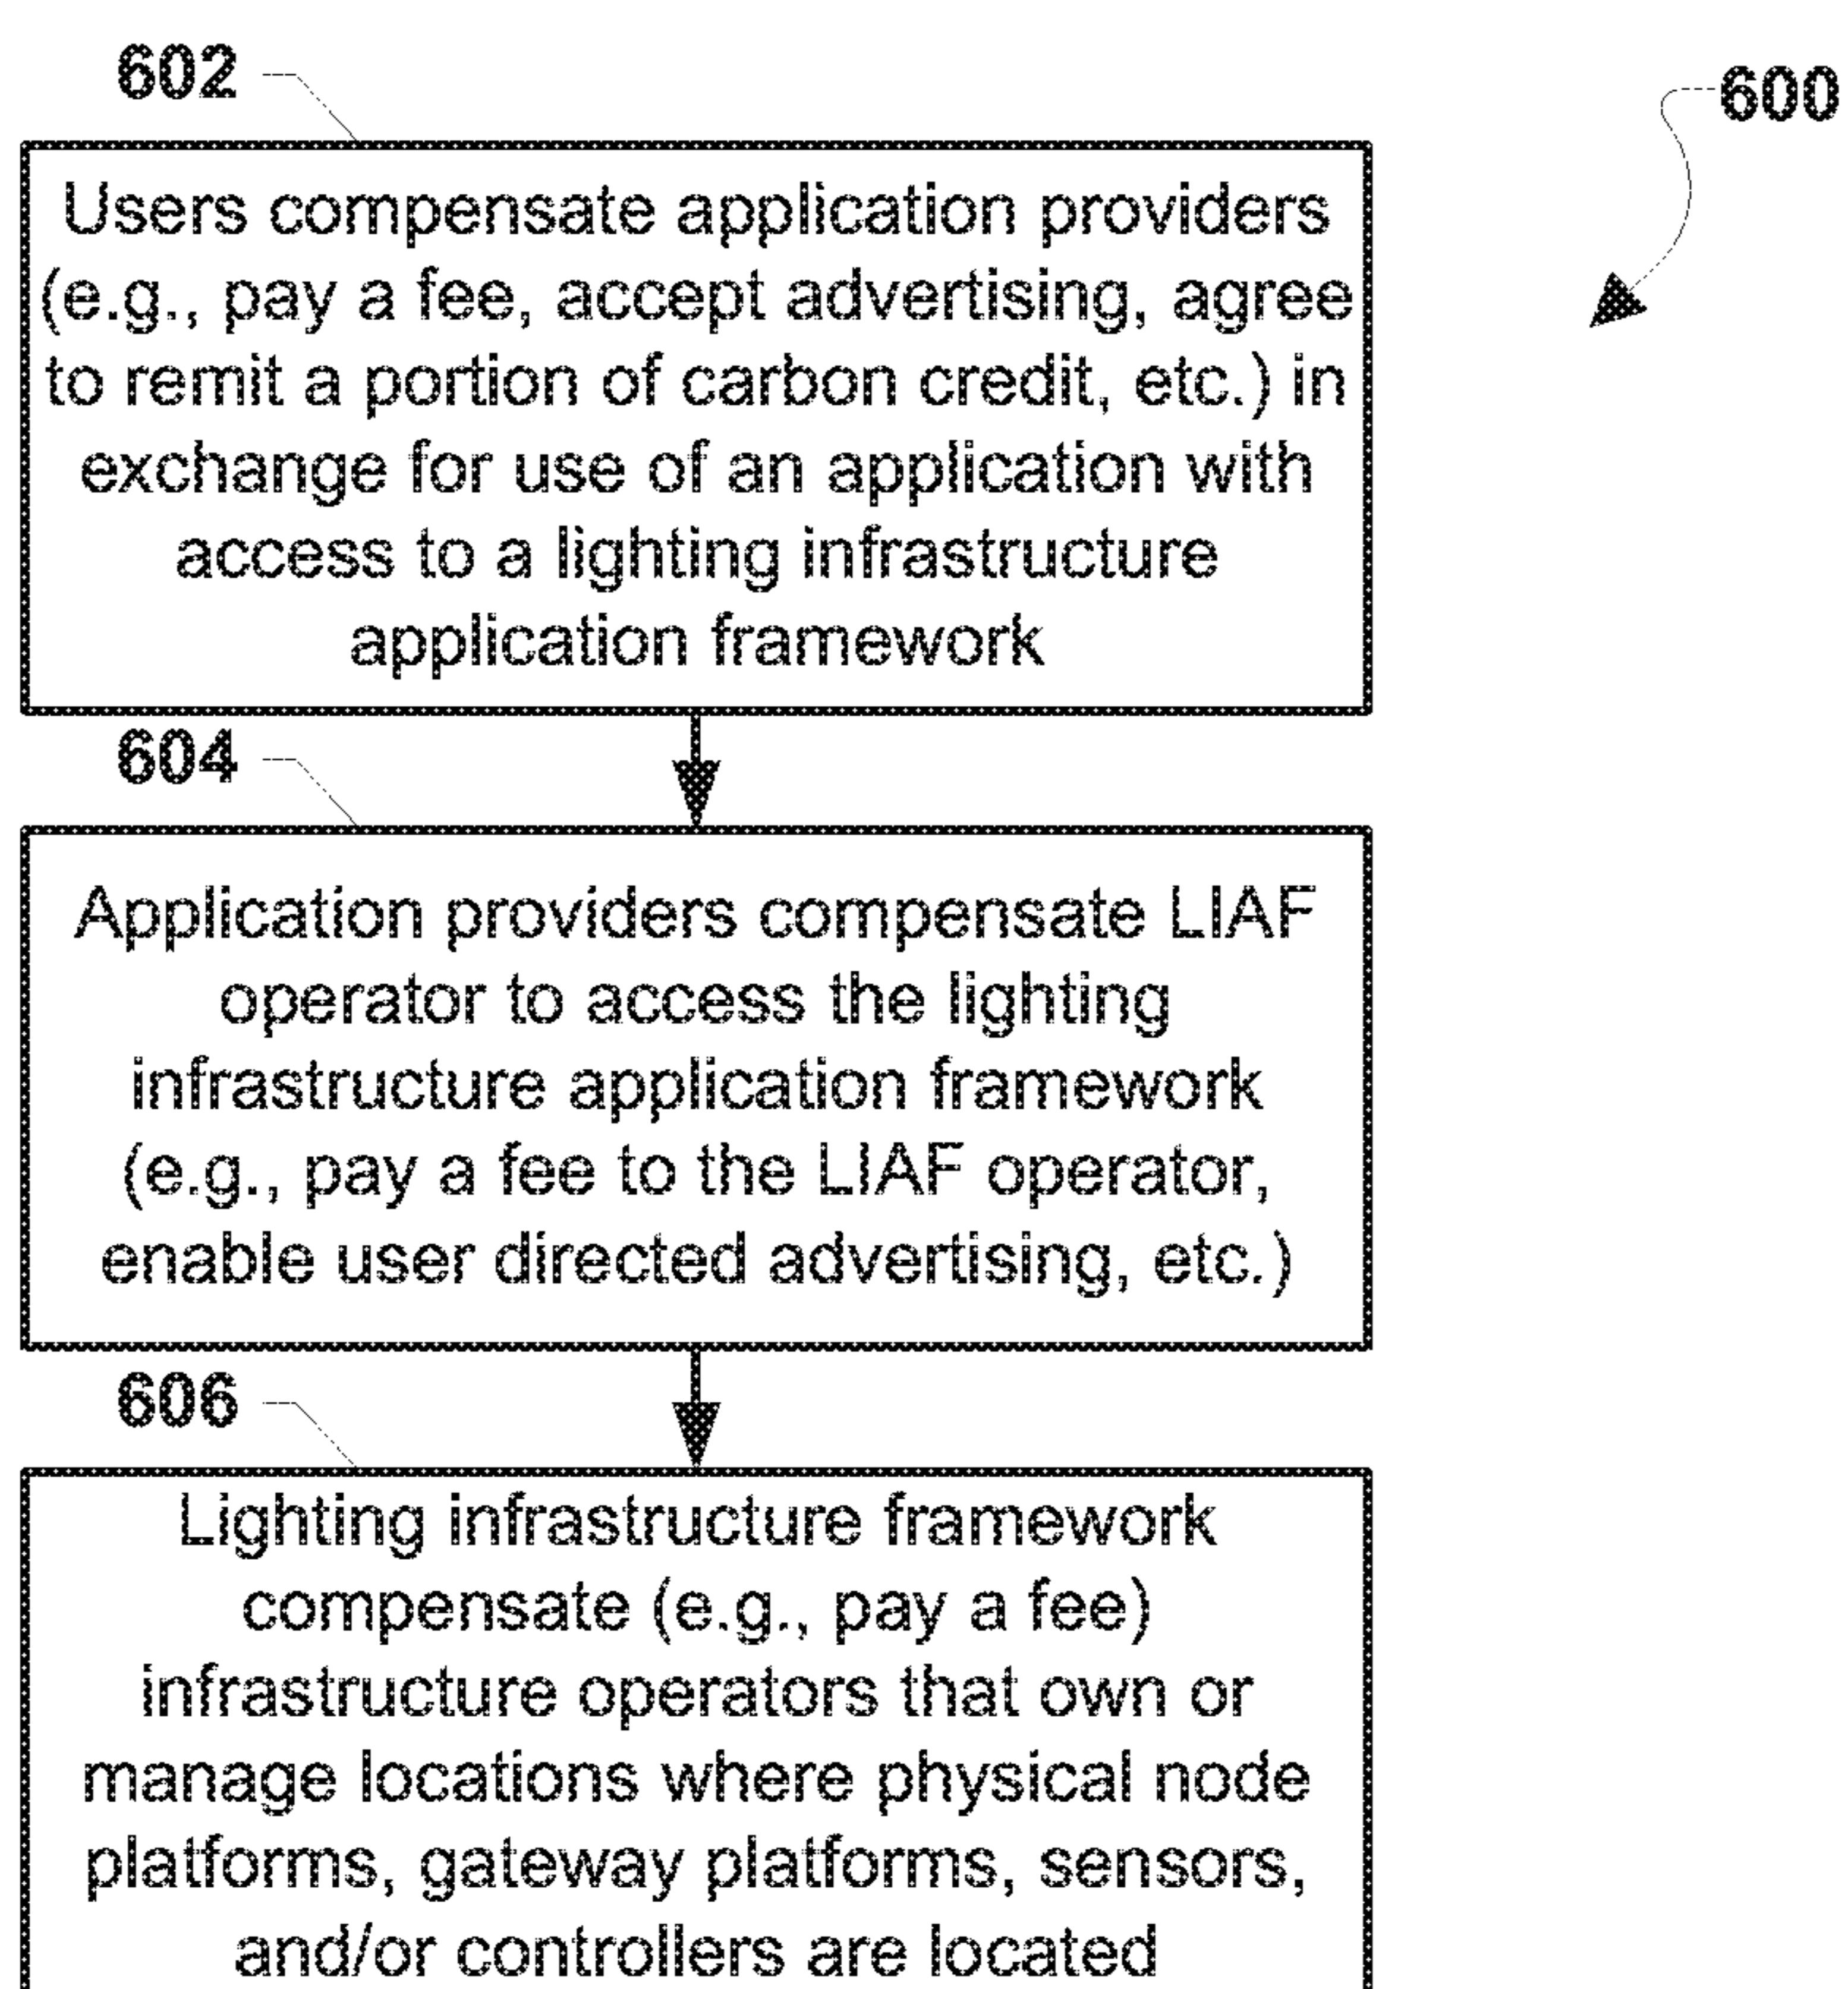 602
600
Users compensate application providers
(e.g., pay a fee, accept advertising, agree
to remit a portion of carbon credit, etc.) in
exchange for use of an application with
access to a lighting infrastructure
application framework
604
Application providers compensate LIAF
operator to access the lighting
infrastructure application framework
(e.g., pay a fee to the LIAF operator,
enable user directed advertising, etc.)
606
Lighting infrastructure framework
compensate (e.g., pay a fee)
infrastructure operators that own or
manage locations where physical node
platforms, gateway platforms, sensors,
and/or controllers are located